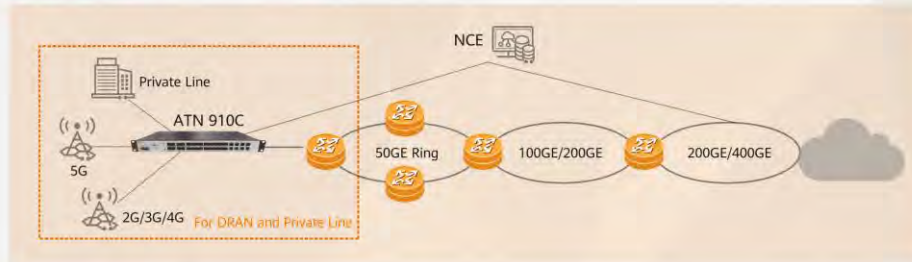 NCE
Private Line
ATN 910C
5G
50GE Ring
100GE/200GE
200GE/400GE
2G/3G/4G
For DRAN and Private Line